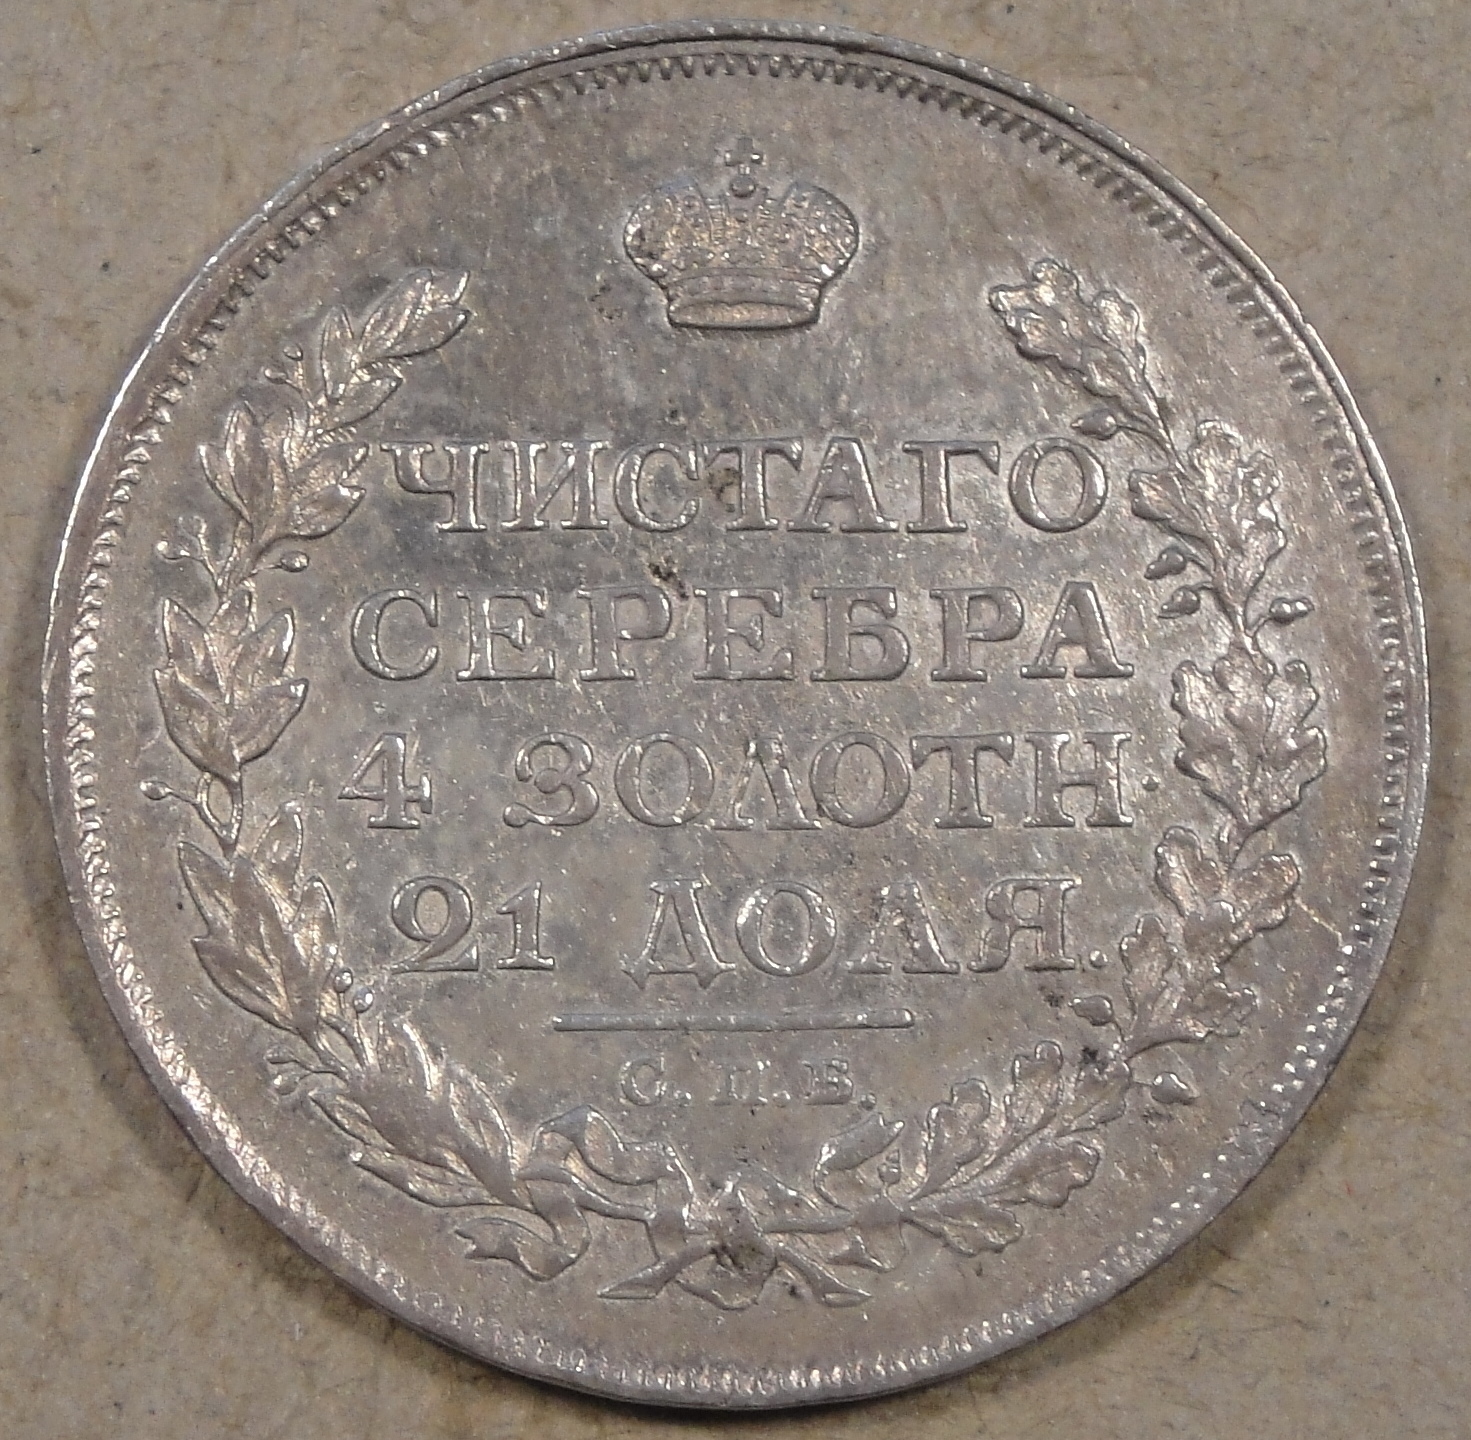 ЧИСТАГО
СЕРЕБРА
4 ЗОЛОТН.
21 ДОЛЯ.
С. П. Б.